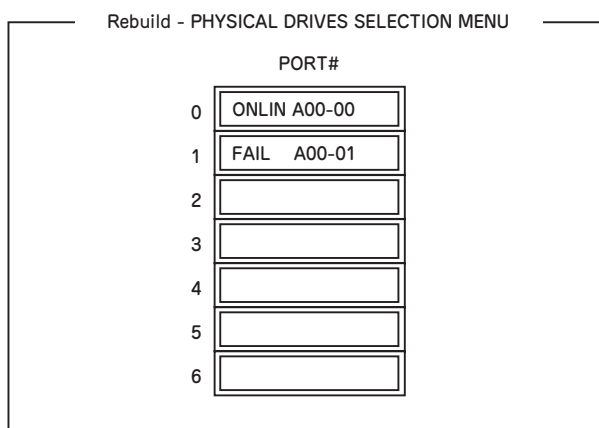 Rebuild - PHYSICAL DRIVES SELECTION MENU
PORT#
0 ONLIN A00-00
1 FAIL A00-01
2
3
4
5
6